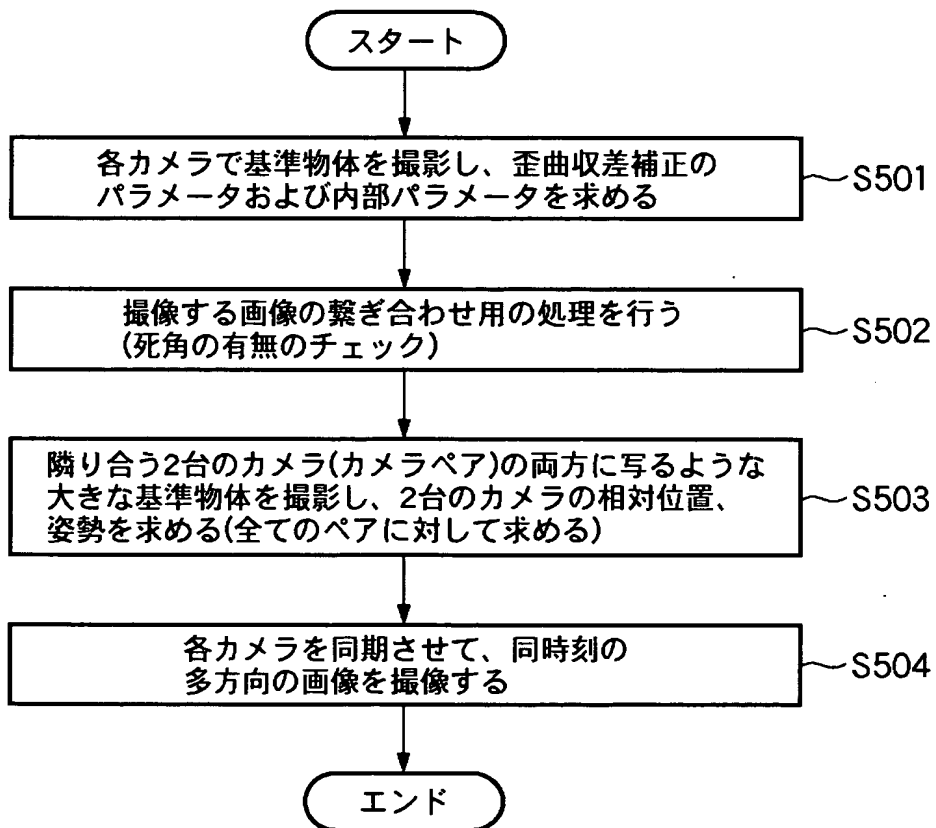 スタート
各カメラで基準物体を撮影し、歪曲収差補正の
パラメータおよび内部パラメータを求める
S501
撮像する画像の繋ぎ合わせ用の処理を行う
(死角の有無のチェック)
S502
隣り合う2台のカメラ(カメラペア)の両方に写るような
大きな基準物体を撮影し、2台のカメラの相対位置、
姿勢を求める(全てのペアに対して求める)
S503
各カメラを同期させて、同時刻の
多方向の画像を撮像する
S504
エンド